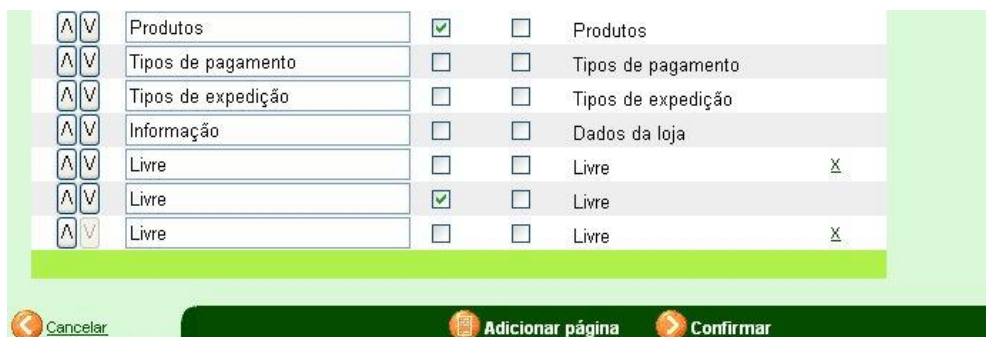 Λ V Produtos Produtos
Λ V Tipos de pagamento Tipos de pagamento
Λ V Tipos de expedição Tipos de expedição
Λ V Informação Dados da loja
Λ V Livre Livre X
Λ V Livre Livre
Λ V Livre Livre X
Cancelar Adicionar página Confirmar